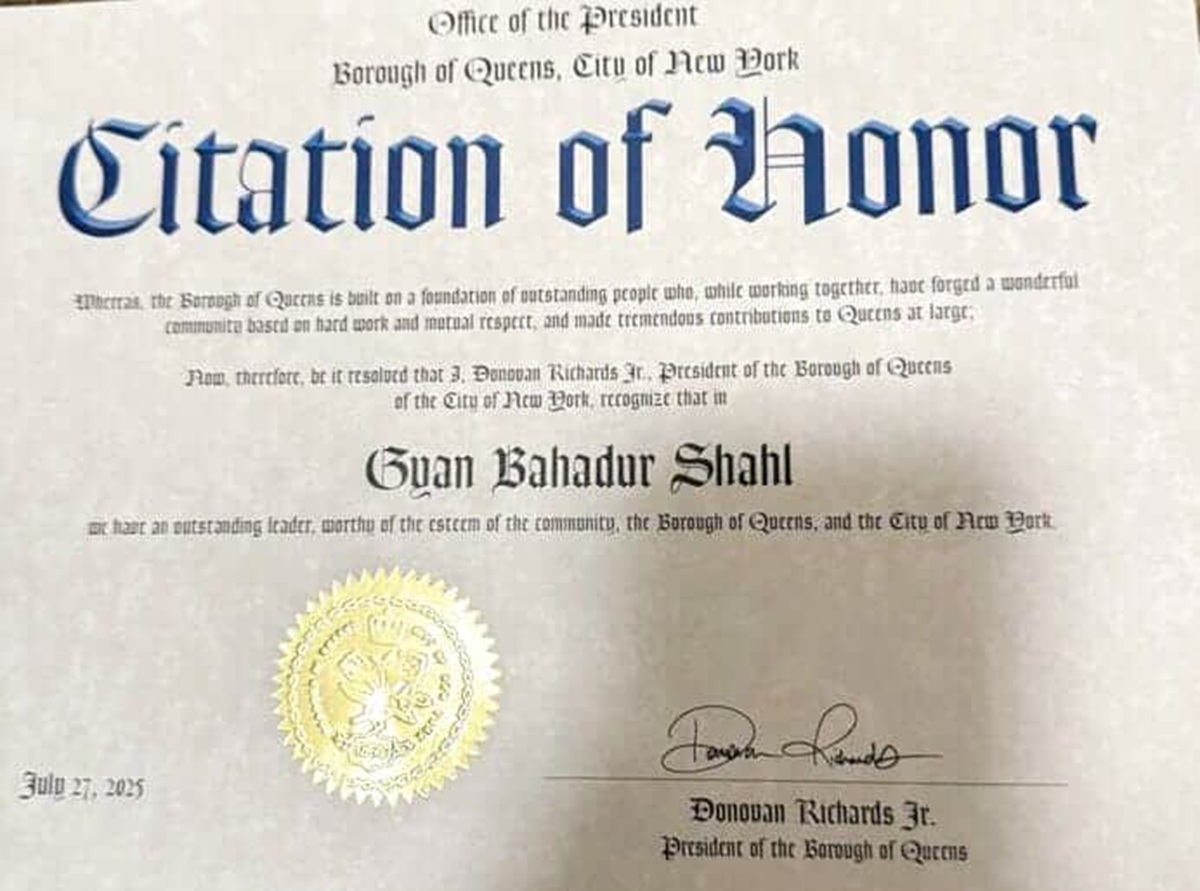 Office of the President
Borough of Queens, City of New York
Citation of Honor
Whereas, the Borough of Queens is built on a foundation of outstanding people who, while working together, have forged a wonderful
community based on hard work and mutual respect, and made tremendous contributions to Queens at large;
Now, therefore, be it resolved that I, Donovan Richards Jr., President of the Borough of Queens
of the City of New York, recognize that in
Gyan Bahadur Shahl
we have an outstanding leader, worthy of the esteem of the community, the Borough of Queens, and the City of New York.
Donovan Richards
July 27, 2025
Donovan Richards Jr.
President of the Borough of Queens